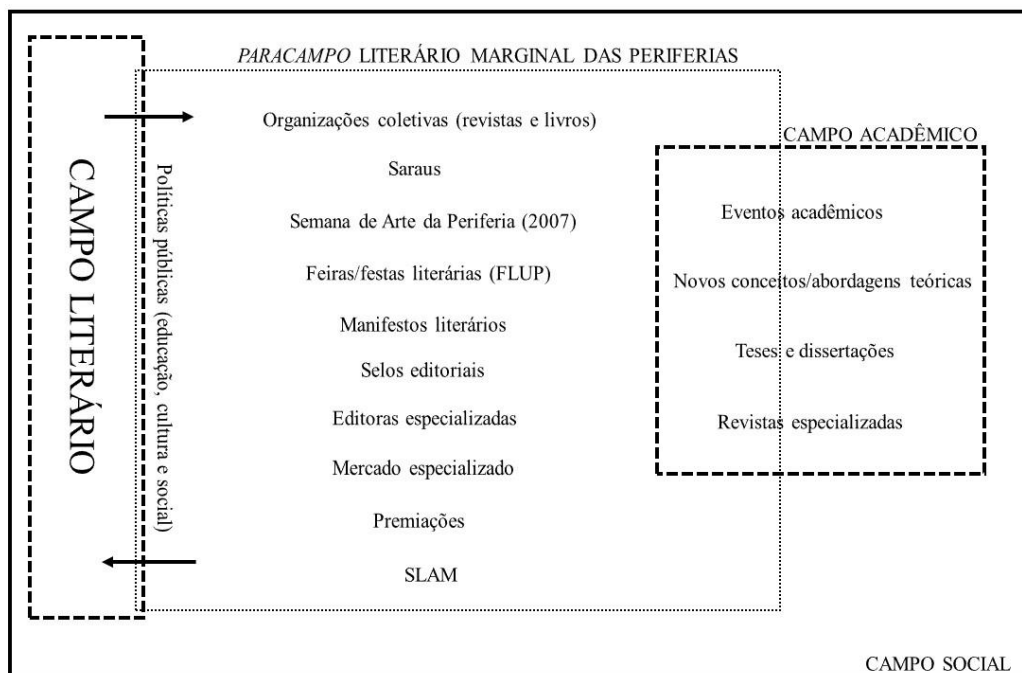 PARACAMPO LITERÁRIO MARGINAL DAS PERIFERIAS
CAMPO LITERÁRIO
Políticas públicas (educação, cultura e social)
Organizações coletivas (revistas e livros)
Saraus
Semana de Arte da Periferia (2007)
Feiras/festas literárias (FLUP)
Manifestos literários
Selos editoriais
Editoras especializadas
Mercado especializado
Premiações
SLAM
CAMPO ACADÊMICO
Eventos acadêmicos
Novos conceitos/abordagens teóricas
Teses e dissertações
Revistas especializadas
CAMPO SOCIAL